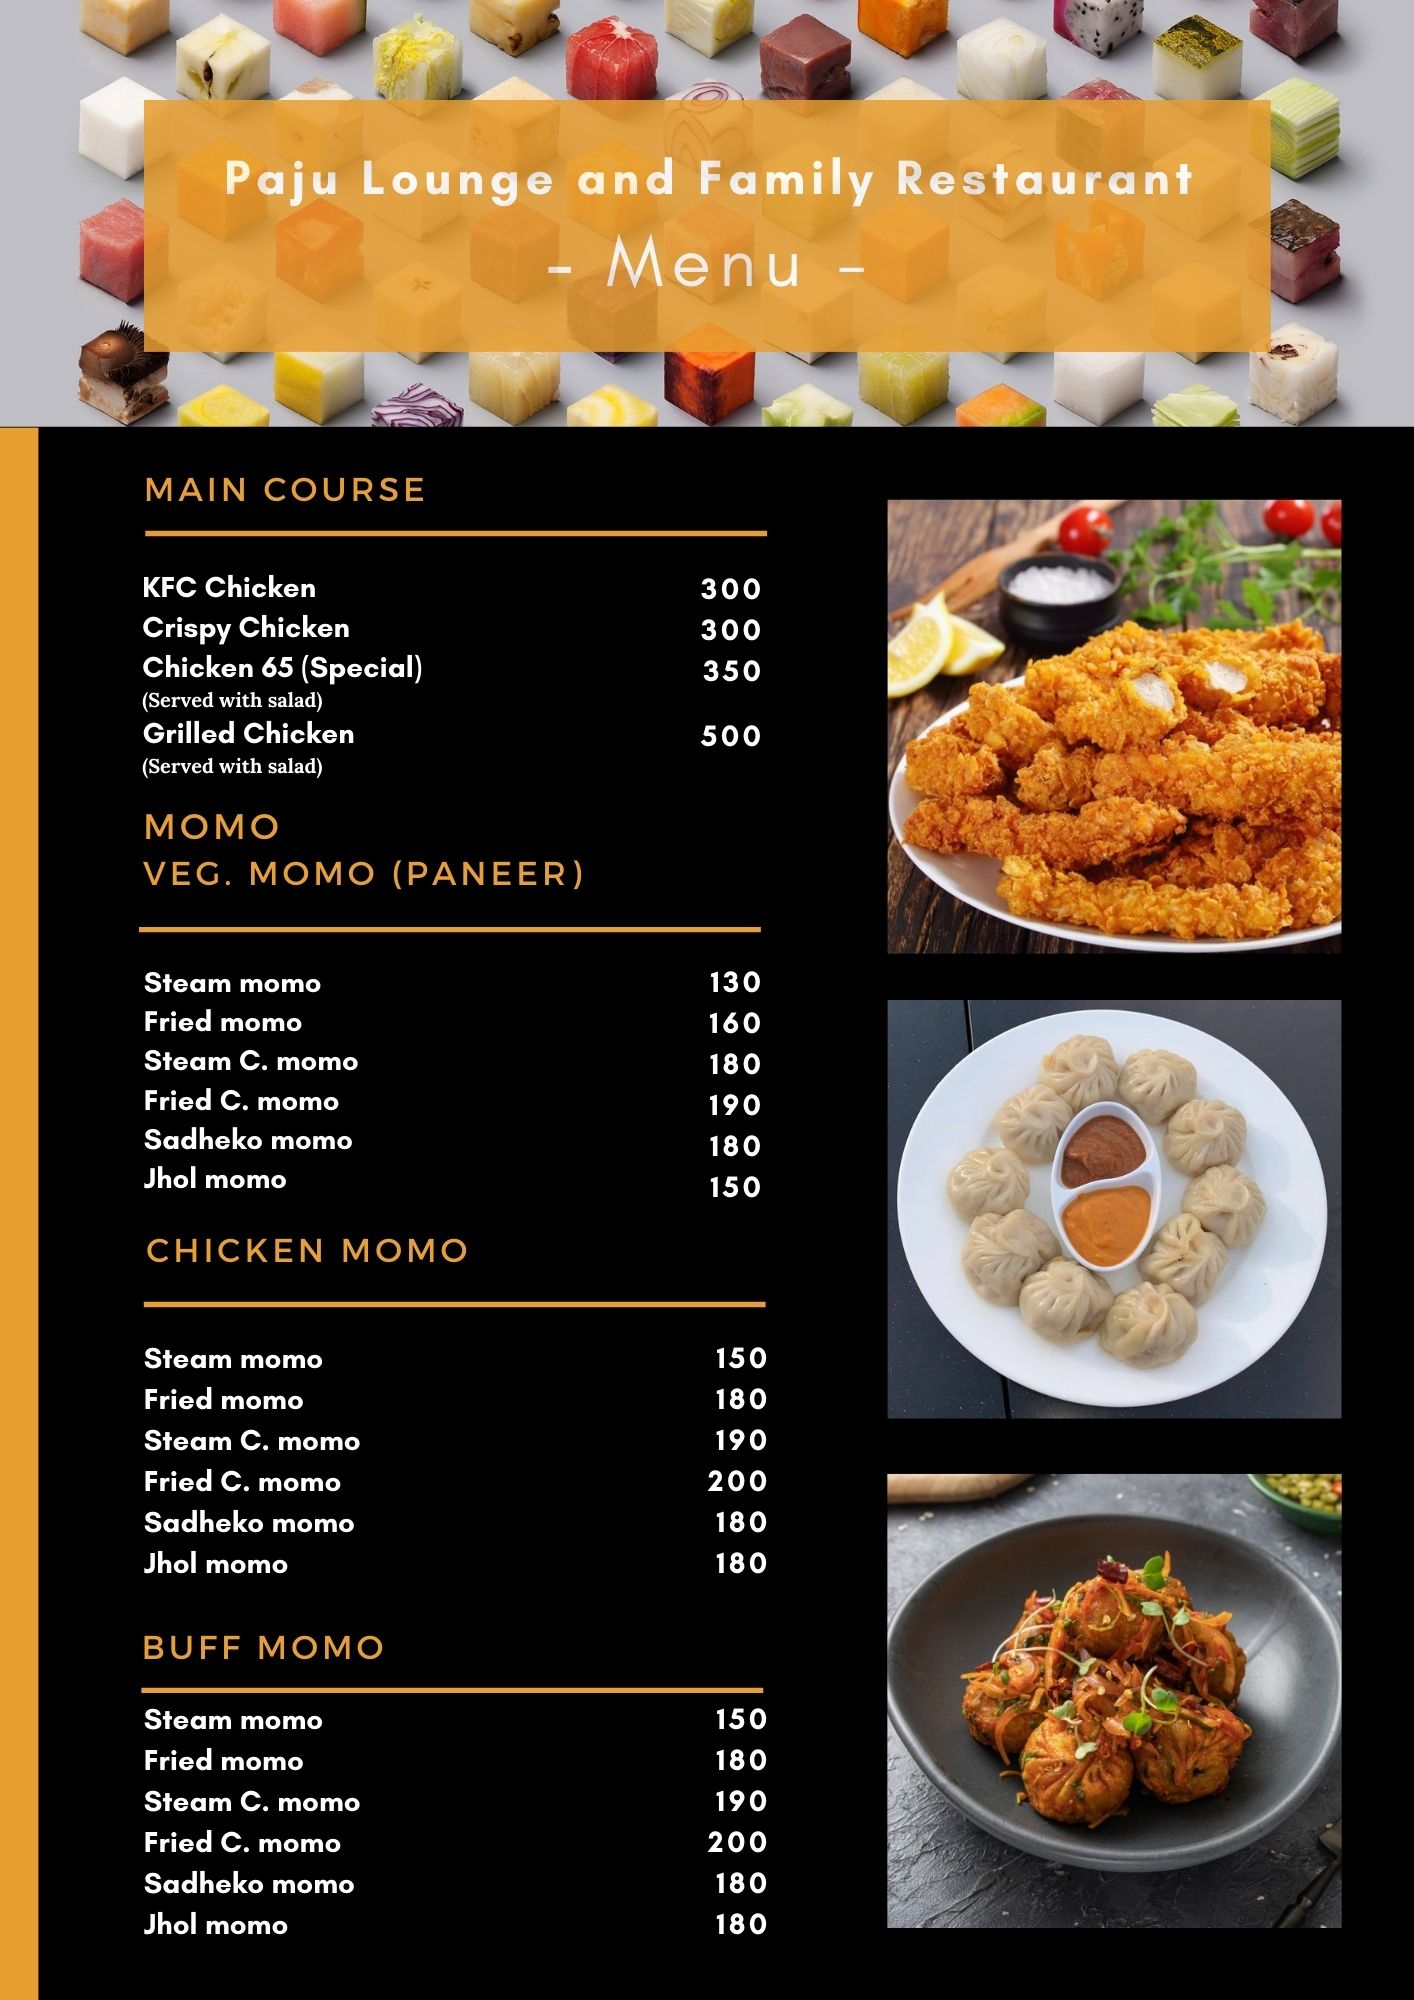 Paju Lounge and Family Restaurant
- Menu -
MAIN COURSE
KFC Chicken 300
Crispy Chicken 300
Chicken 65 (Special) 350
(Served with salad)
Grilled Chicken 500
(Served with salad)
MOMO
VEG. MOMO (PANEER)
Steam momo 130
Fried momo 160
Steam C. momo 180
Fried C. momo 190
Sadheko momo 180
Jhol momo 150
CHICKEN MOMO
Steam momo 150
Fried momo 180
Steam C. momo 190
Fried C. momo 200
Sadheko momo 180
Jhol momo 180
BUFF MOMO
Steam momo 150
Fried momo 180
Steam C. momo 190
Fried C. momo 200
Sadheko momo 180
Jhol momo 180